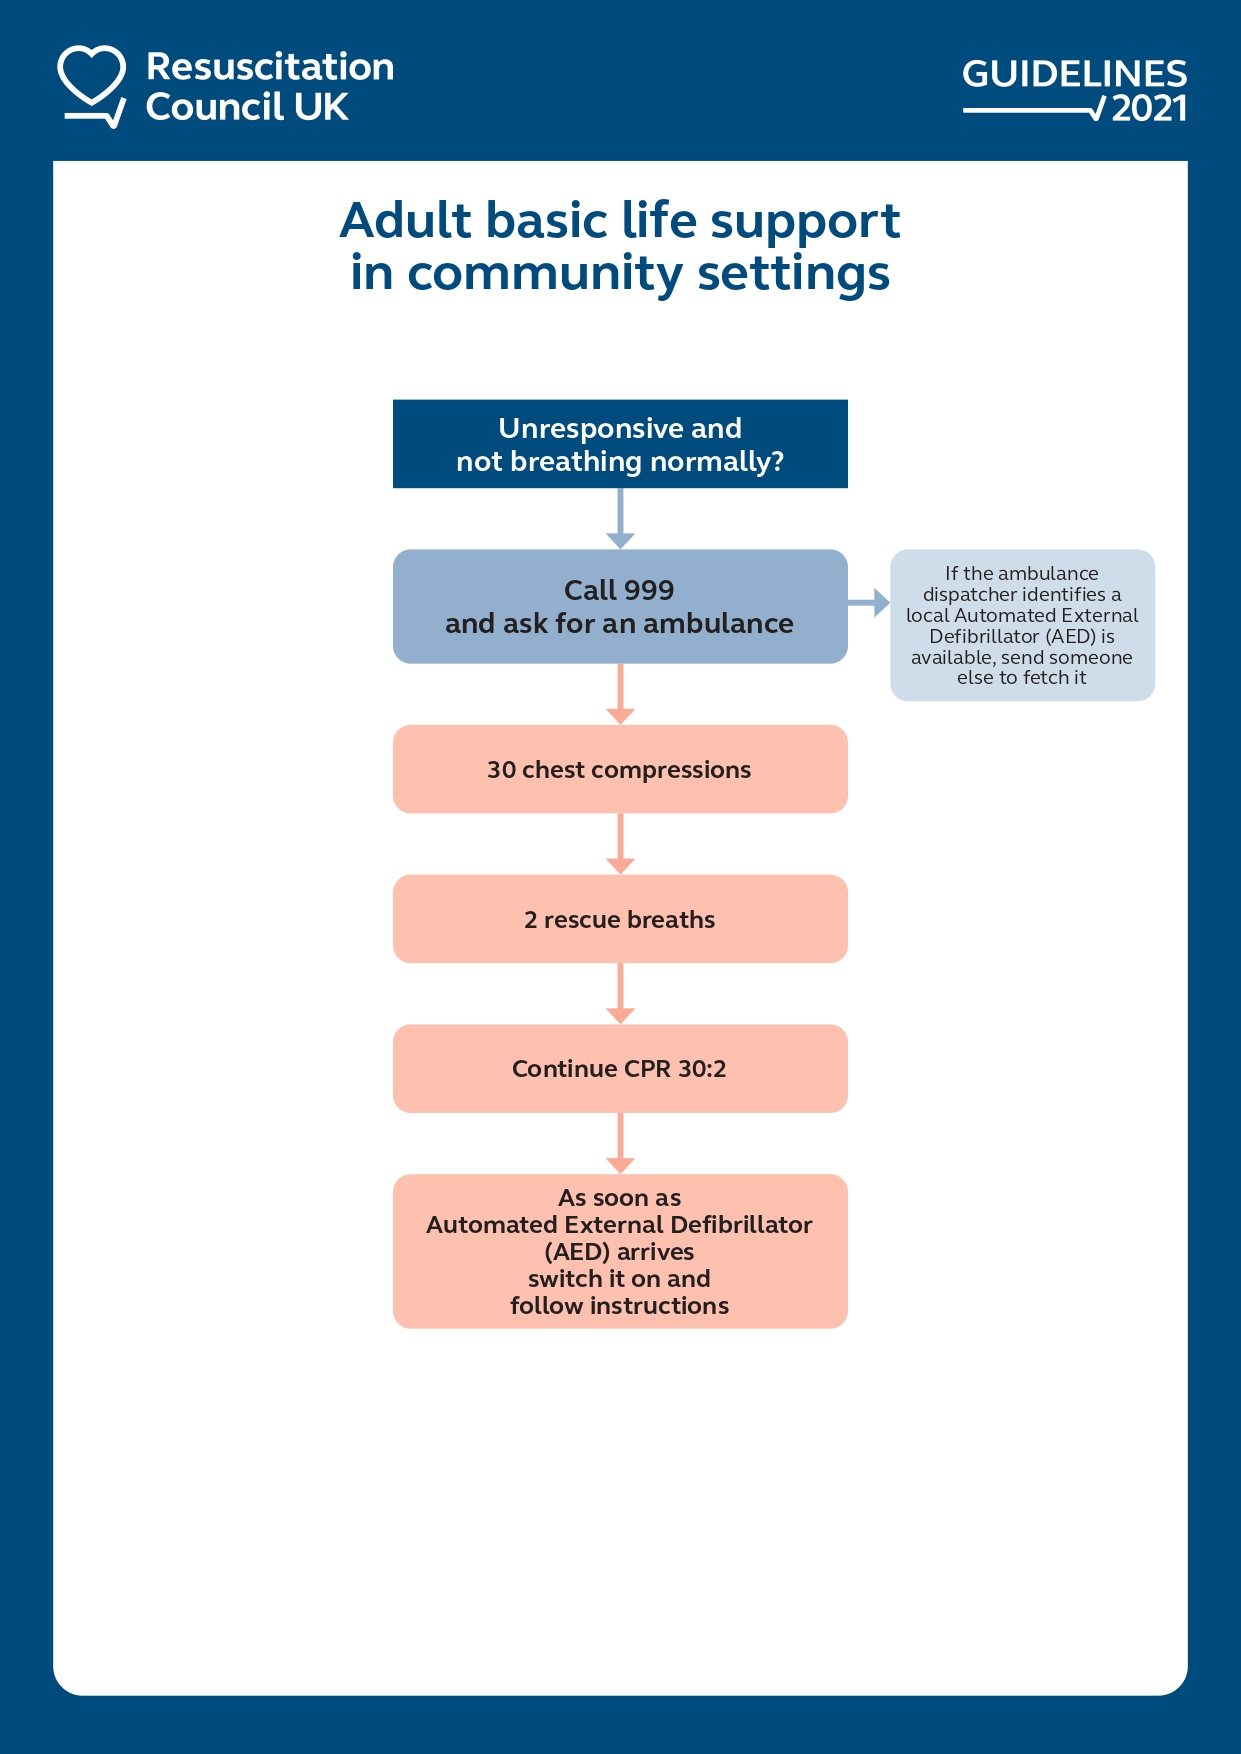 Resuscitation
Council UK
GUIDELINES
2021
Adult basic life support
in community settings
Unresponsive and
not breathing normally?
Call 999
and ask for an ambulance
If the ambulance
dispatcher identifies a
local Automated External
Defibrillator (AED) is
available, send someone
else to fetch it
30 chest compressions
2 rescue breaths
Continue CPR 30:2
As soon as
Automated External Defibrillator
(AED) arrives
switch it on and
follow instructions